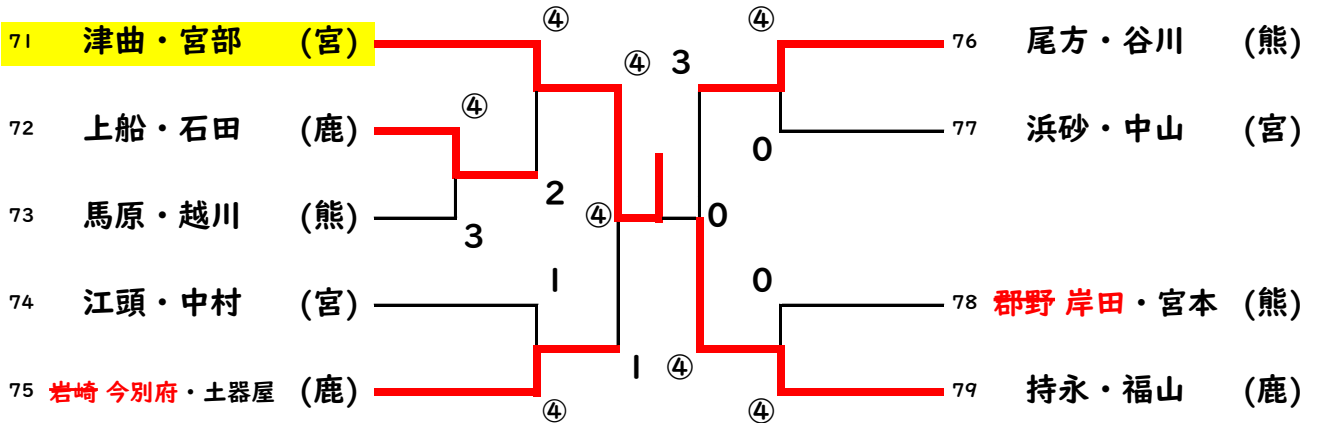 ④ ④
71 津曲・宮部 (宮) ④ 3 76 尾方・谷川 (熊)
④
72 上船・石田 (鹿) 77 浜砂・中山 (宮)
0
2
73 馬原・越川 (熊) ④ 0
3
1 0
74 江頭・中村 (宮) 78 郡野 岸田・宮本 (熊)
1 ④
75 岩崎 今別府・土器屋 (鹿) 79 持永・福山 (鹿)
④ ④